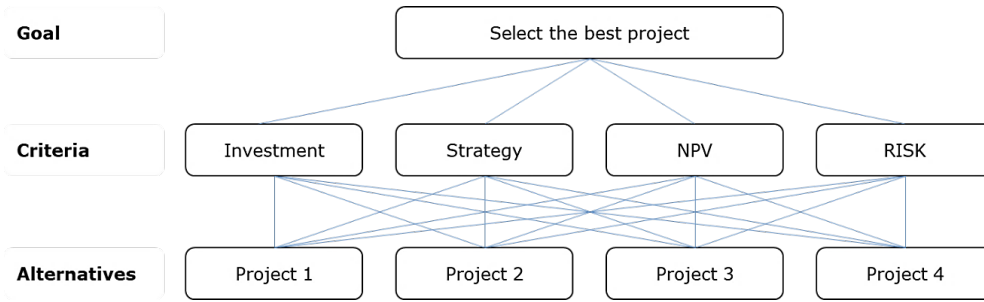 Goal
Select the best project
Criteria
Investment
Strategy
NPV
RISK
Alternatives
Project 1
Project 2
Project 3
Project 4